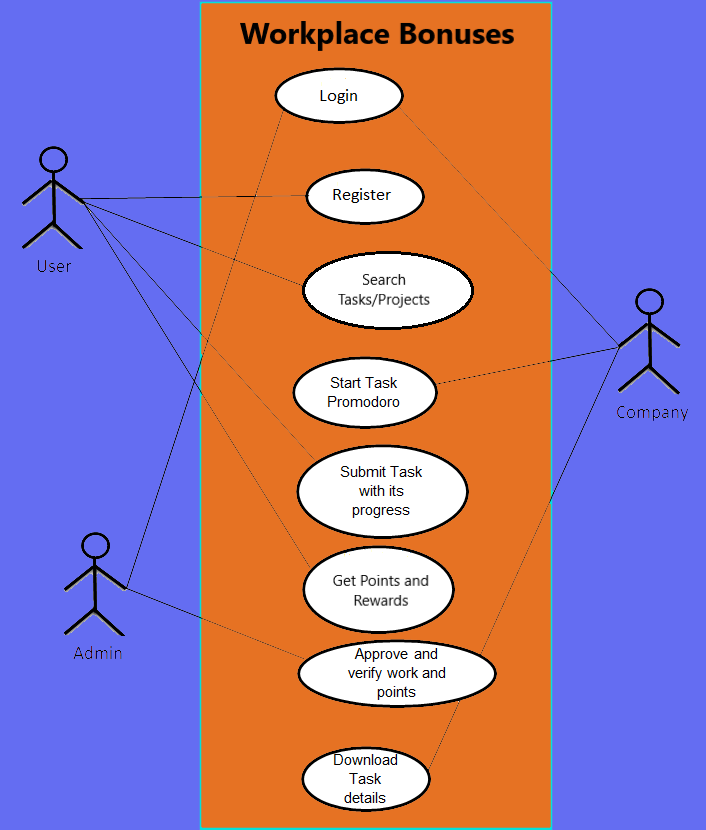 Workplace Bonuses
Login
Register
User
Search
Tasks/Projects
Start Task
Promodoro
Company
Submit Task
with its
progress
Get Points and
Rewards
Admin
Approve and
verify work and
points
Download
Task
details